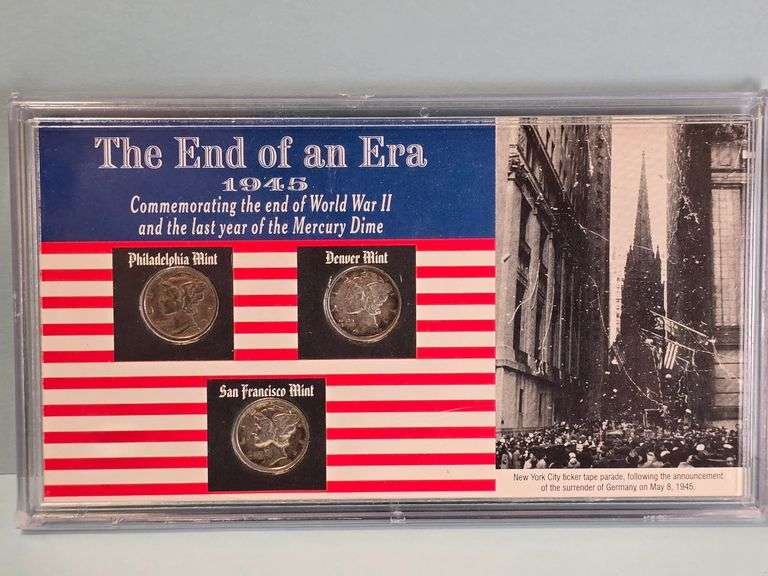 The End of an Era
1945
Commemorating the end of World War II
and the last year of the Mercury Dime
Philadelphia Mint
Denver Mint
San Francisco Mint
New York City ticker tape parade, following the announcement
of the surrender of Germany on May 8, 1945.